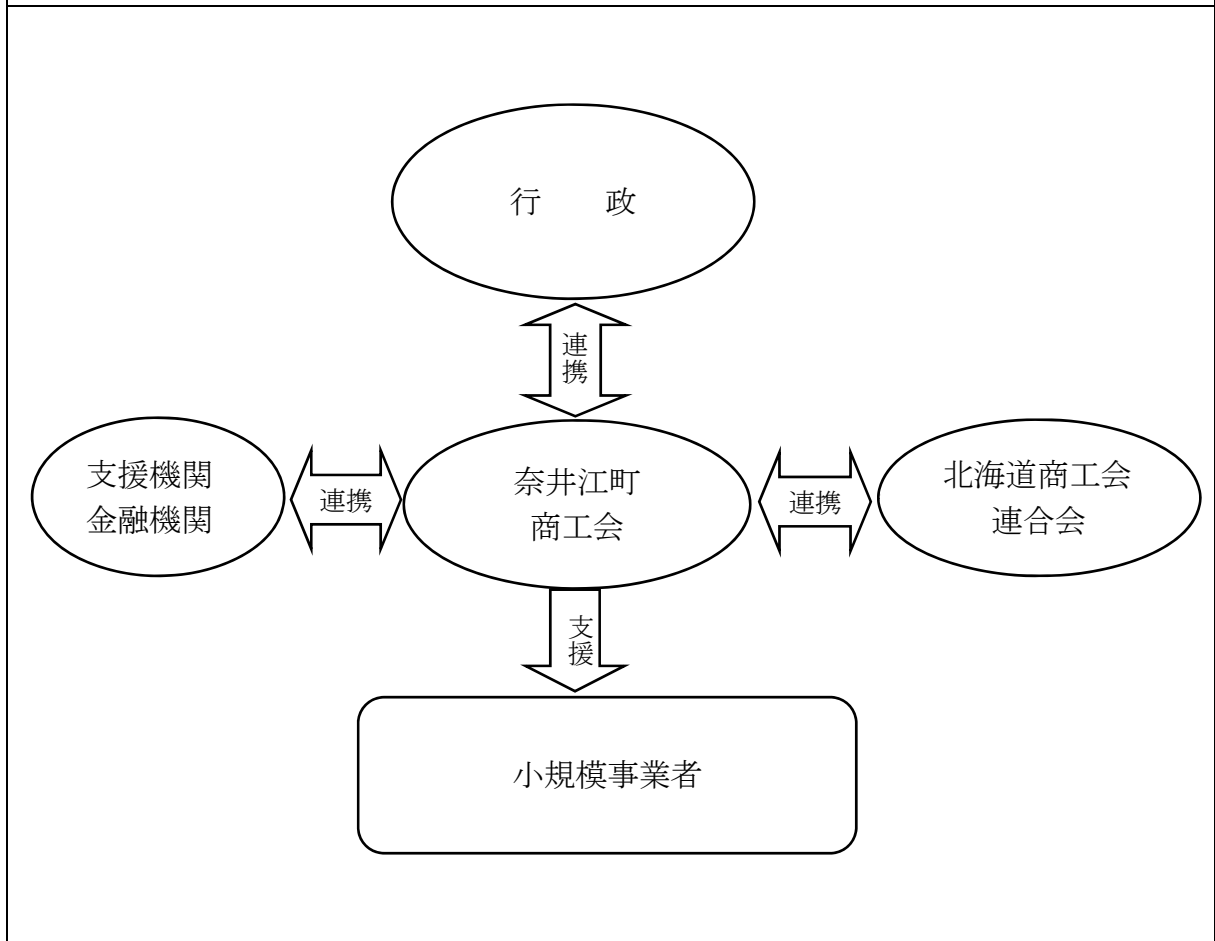 行　　政
連携
支援機関
金融機関
連携
奈井江町
商工会
連携
北海道商工会
連合会
支援
小規模事業者